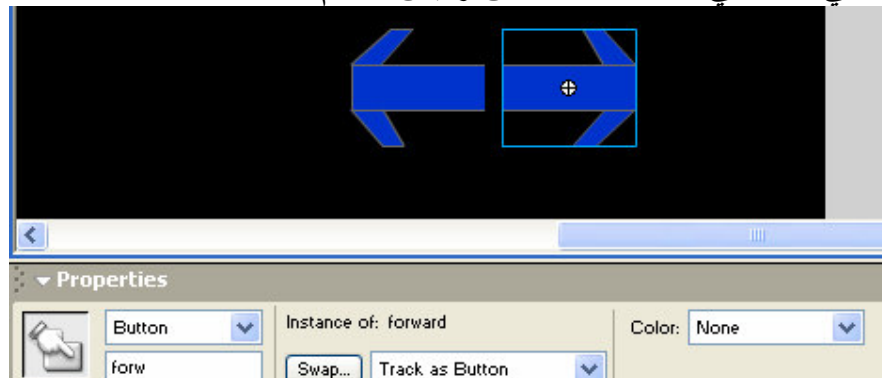 Properties
Button
Instance of: forward
Color: None
forw
Swap...
Track as Button